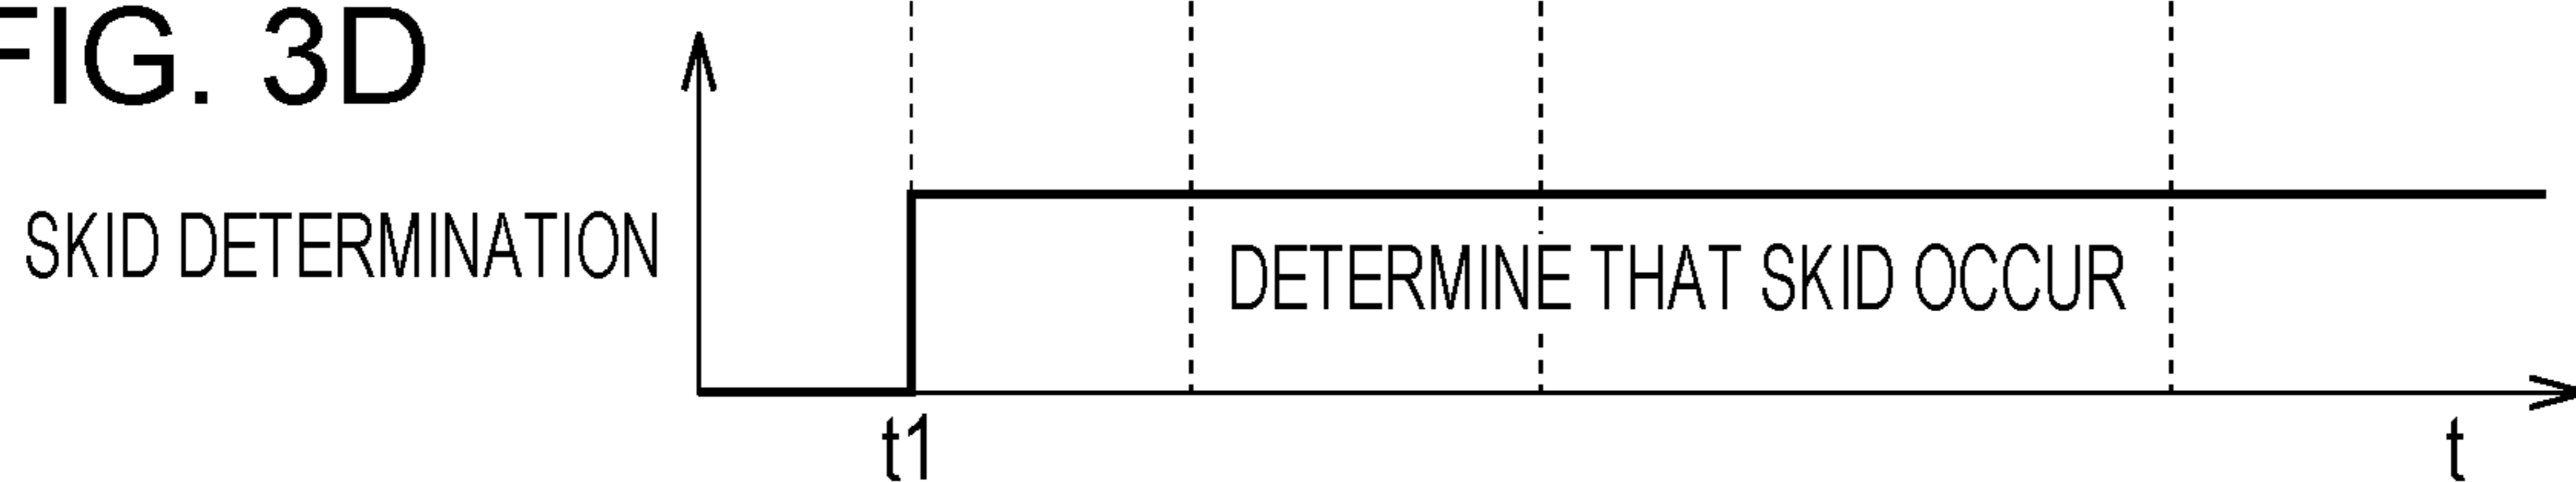 FIG. 3D
SKID DETERMINATION
DETERMINE THAT SKID OCCUR
t1
t